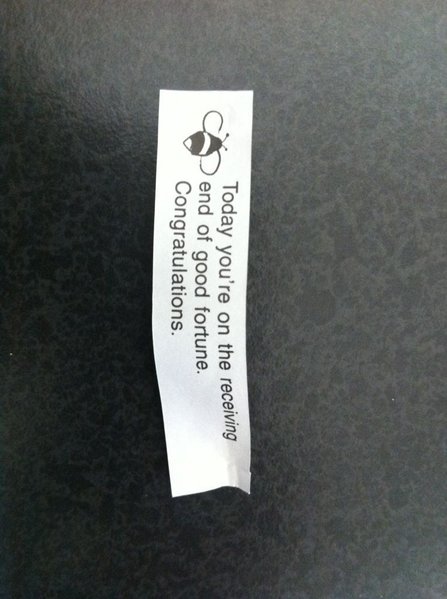 Today you're on the receiving
end of good fortune.
Congratulations.